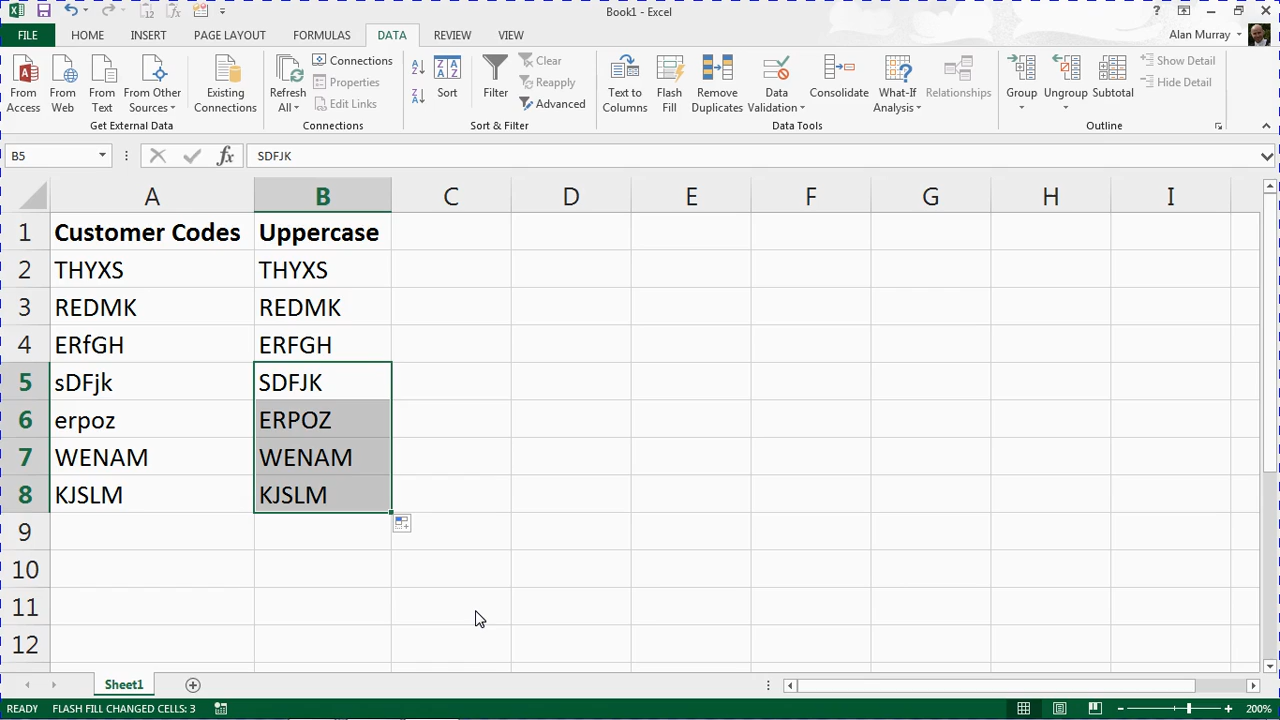 Book1 - Excel
FILE HOME INSERT PAGE LAYOUT FORMULAS DATA REVIEW VIEW Alan Murray
From Access
From Web
From Text
From Other Sources
Existing Connections
Get External Data
Refresh All
Connections
Properties
Edit Links
Connections
Sort
Filter
Clear
Reapply
Advanced
Sort & Filter
Text to Columns
Flash Fill
Remove Duplicates
Data Validation
Consolidate
What-If Analysis
Relationships
Data Tools
Group
Ungroup
Subtotal
Show Detail
Hide Detail
Outline
B5 fx SDFJK
A B C D E F G H I
1 Customer Codes Uppercase
2 THYXS THYXS
3 REDMK REDMK
4 ERfGH ERFGH
5 sDFjk SDFJK
6 erpoz ERPOZ
7 WENAM WENAM
8 KJSLM KJSLM
9
10
11
12
Sheet1
READY FLASH FILL CHANGED CELLS: 3 200%